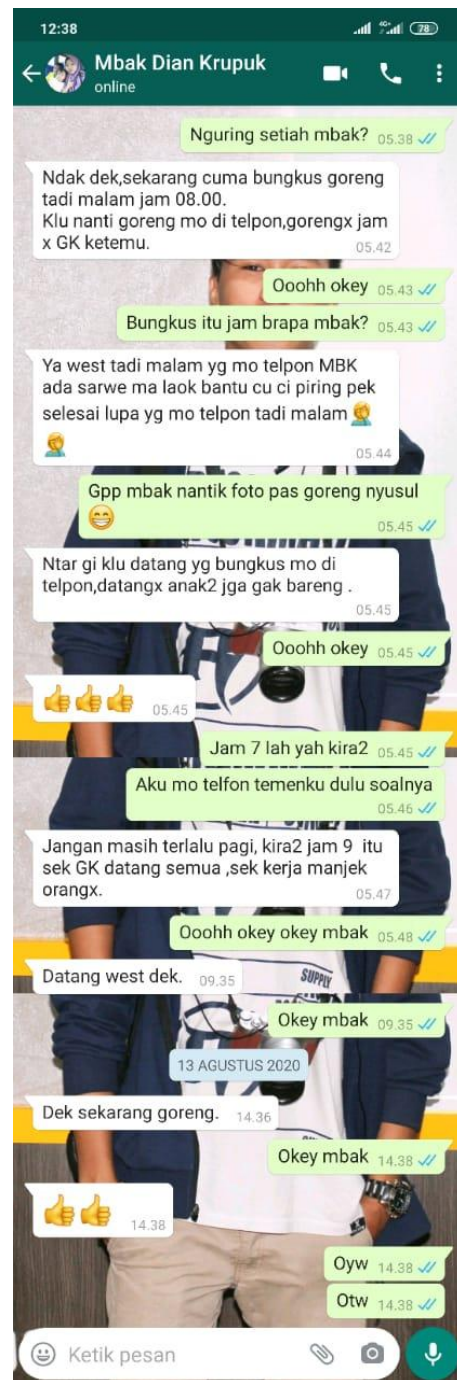 12:38
4G+
78
Mbak Dian Krupuk
online
Nguring setiah mbak? 05.38
Ndak dek,sekarang cuma bungkus goreng
tadi malam jam 08.00.
Klu nanti goreng mo di telpon,gorengx jam
x GK ketemu. 05.42
Ooohh okey 05.43
Bungkus itu jam brapa mbak? 05.43
Ya west tadi malam yg mo telpon MBK
ada sarwe ma laok bantu cu ci piring pek
selesai lupa yg mo telpon tadi malam 🤦
🤦 05.44
Gpp mbak nantik foto pas goreng nyusul
😁 05.45
Ntar gi klu datang yg bungkus mo di
telpon,datangx anak2 jga gak bareng .
05.45
Ooohh okey 05.45
👍👍👍 05.45
Jam 7 lah yah kira2 05.45
Aku mo telfon temenku dulu soalnya
05.46
Jangan masih terlalu pagi, kira2 jam 9 itu
sek GK datang semua ,sek kerja manjek
orangx. 05.47
Ooohh okey okey mbak 05.48
SUPPLY
Datang west dek. 09.35
Okey mbak 09.35
13 AGUSTUS 2020
Dek sekarang goreng. 14.36
Okey mbak 14.38
👍👍 14.38
Oyw 14.38
Otw 14.38
Ketik pesan